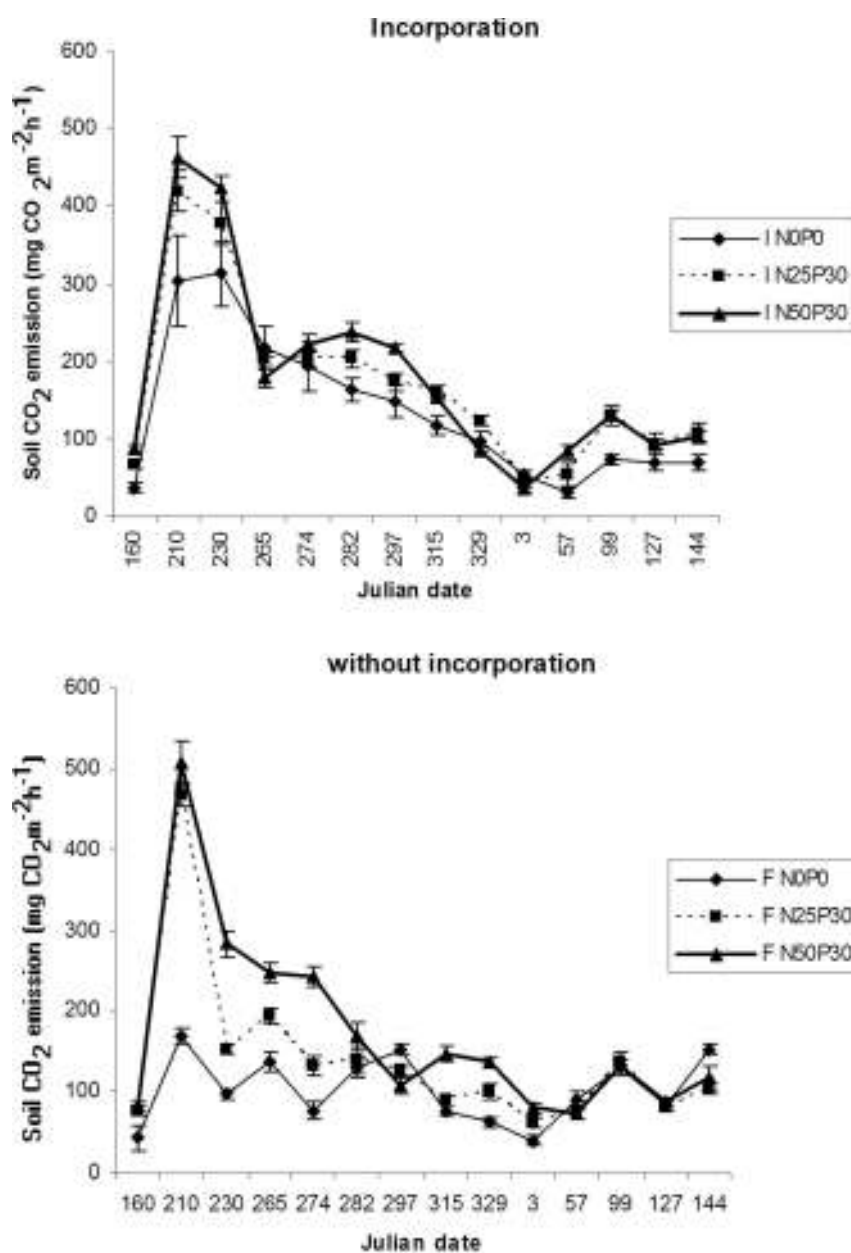 Incorporation
Soil CO2 emission (mg CO2m-2h-1)
600
500
400
300
200
100
0
160 210 230 265 274 282 297 315 329 3 57 99 127 144
Julian date
I N0P0
I N25P30
I N50P30
without incorporation
Soil CO2 emission (mg CO2m-2h-1)
600
500
400
300
200
100
0
160 210 230 265 274 282 297 315 329 3 57 99 127 144
Julian date
F N0P0
F N25P30
F N50P30